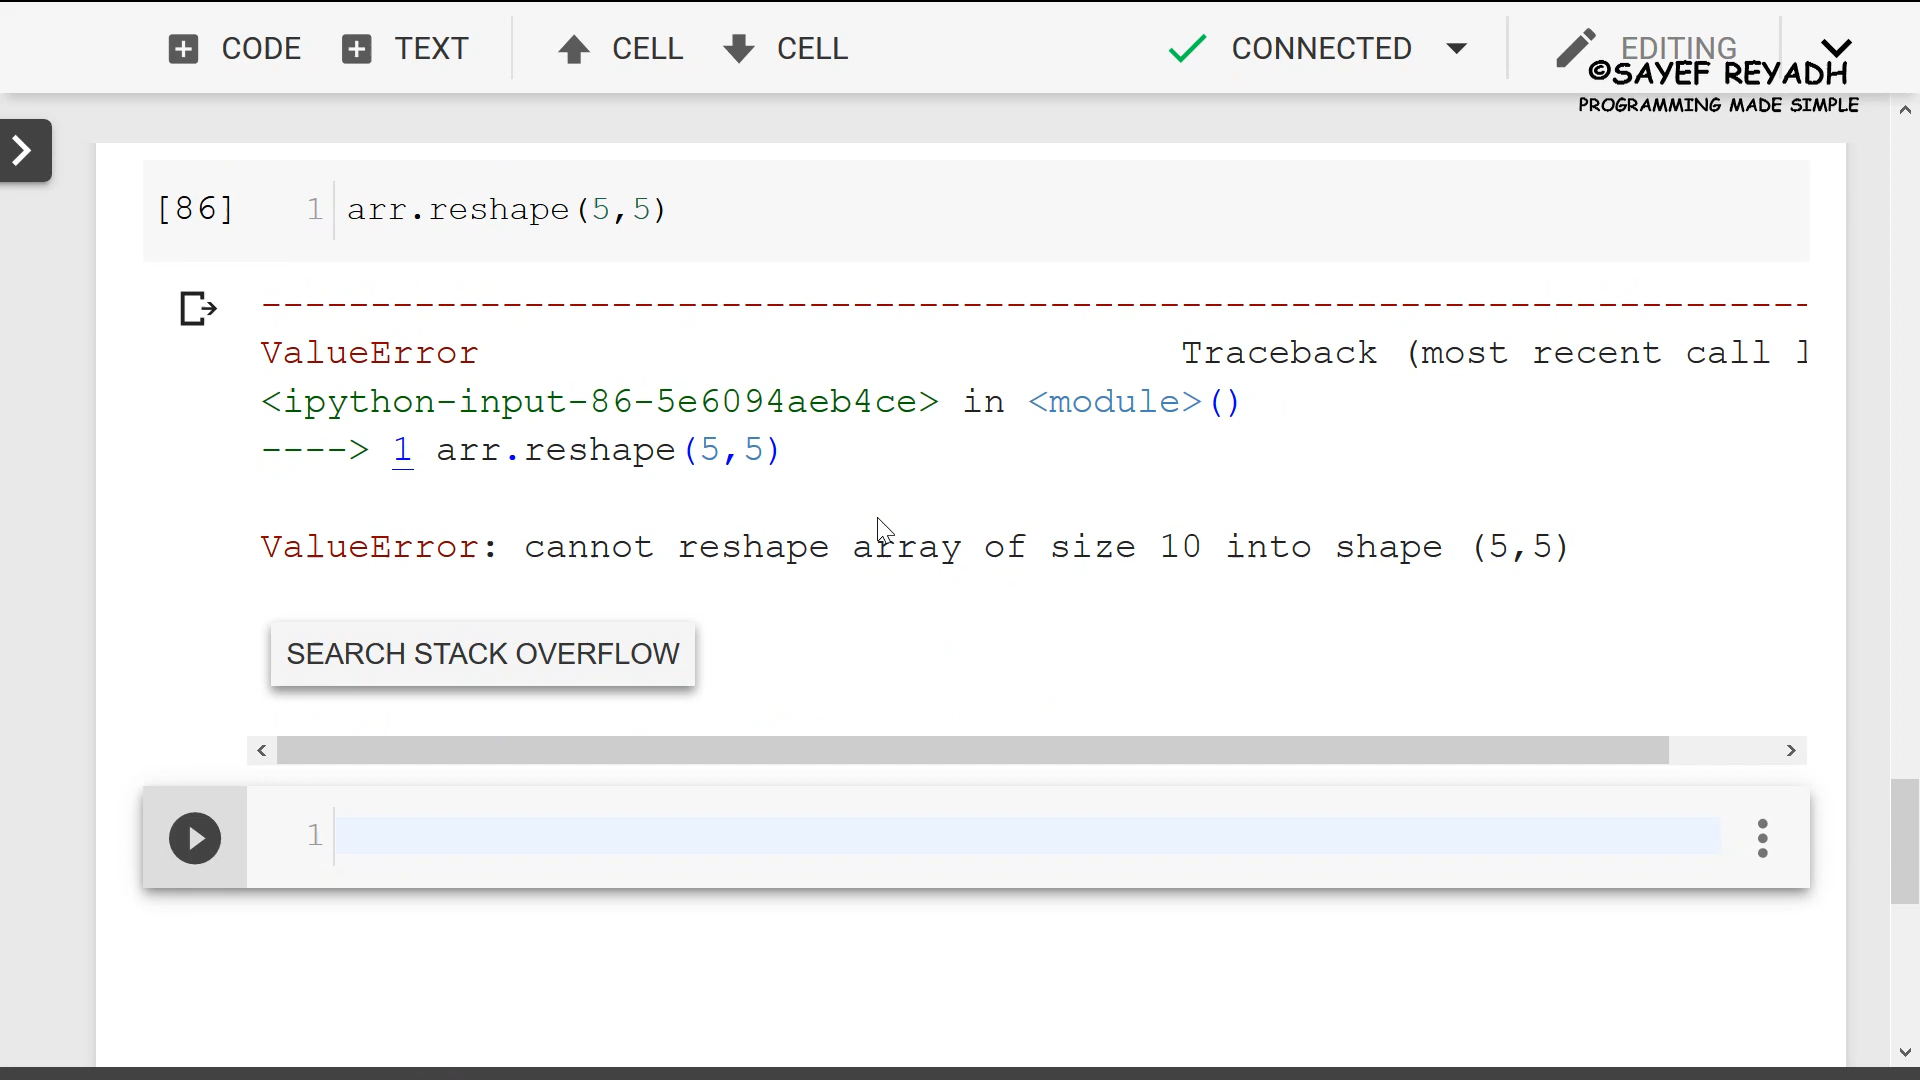 CODE TEXT CELL CELL CONNECTED EDITING
©SAYEF REYADH
PROGRAMMING MADE SIMPLE
[86] 1 arr.reshape(5,5)
---------------------------------------------------------------------------
ValueError Traceback (most recent call l
<ipython-input-86-5e6094aeb4ce> in <module>()
----> 1 arr.reshape(5,5)
ValueError: cannot reshape array of size 10 into shape (5,5)
SEARCH STACK OVERFLOW
1